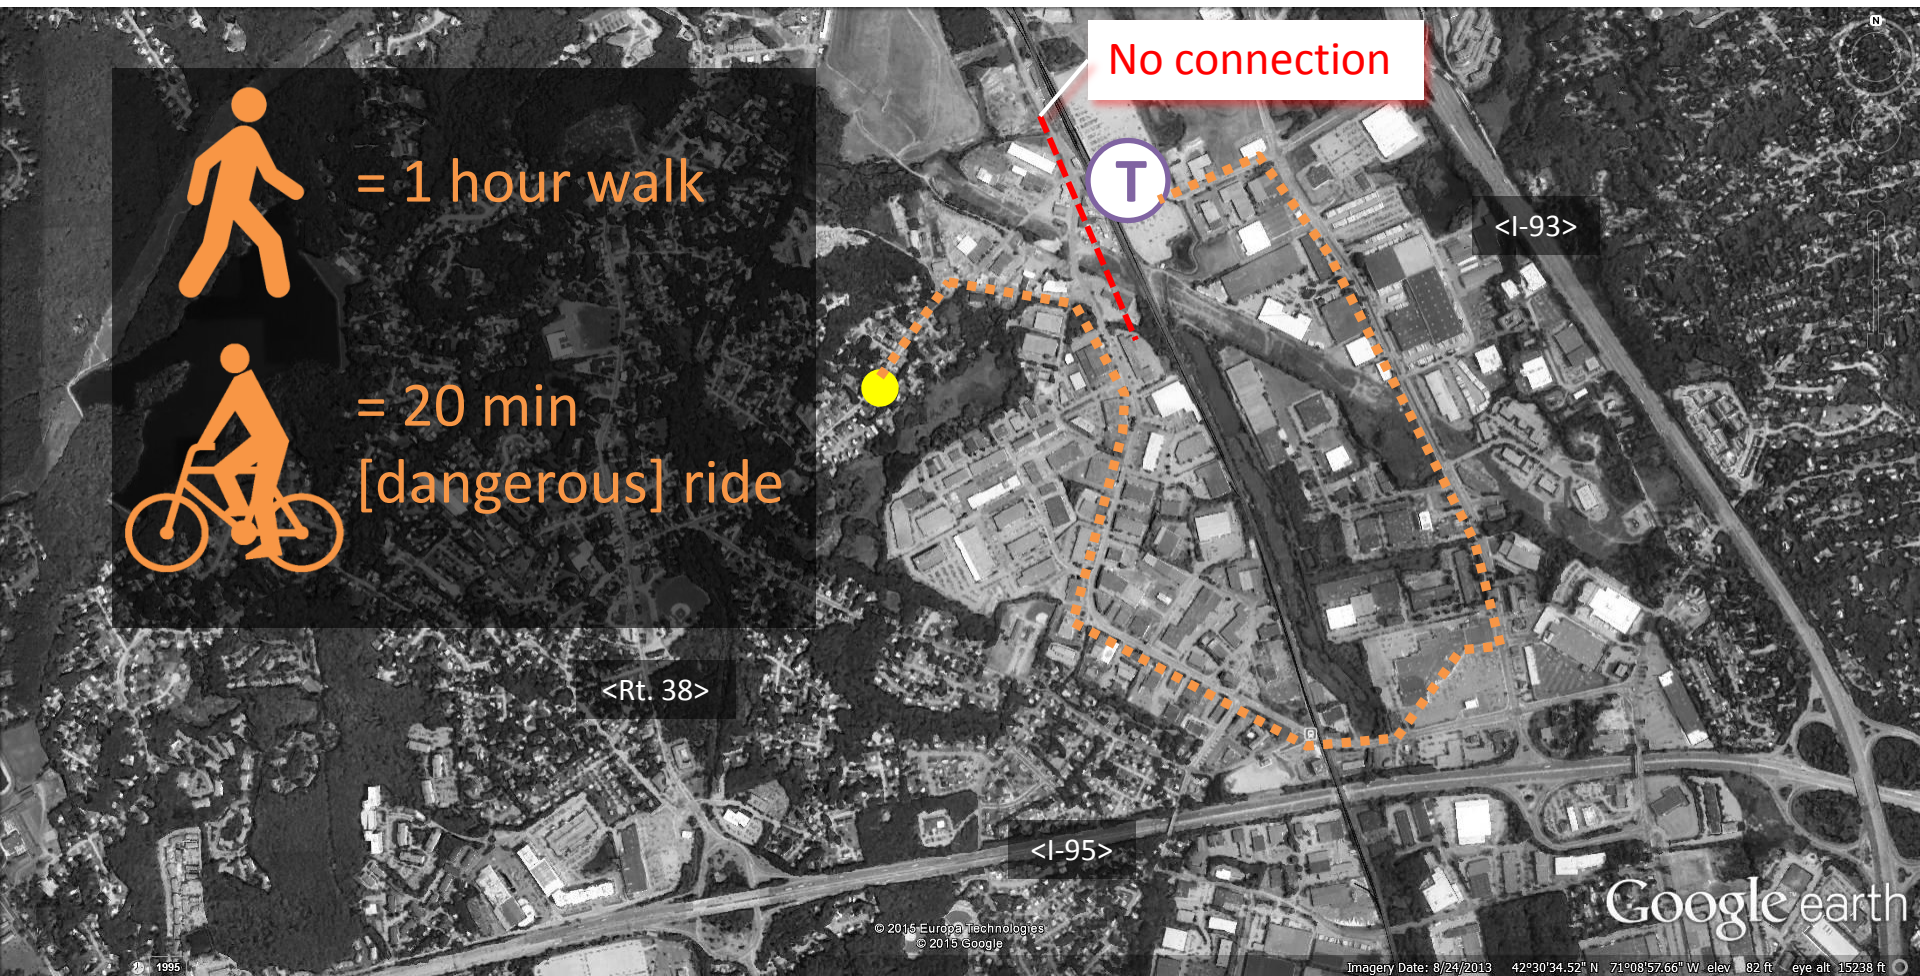 No connection
N
= 1 hour walk
T
<I-93>
= 20 min
[dangerous] ride
<Rt. 38>
<I-95>
Google earth
© 2015 Europa Technologies
© 2015 Google
1995
Imagery Date: 8/24/2013 42°30'34.52" N 71°08'57.66" W elev 82 ft eye alt 15238 ft